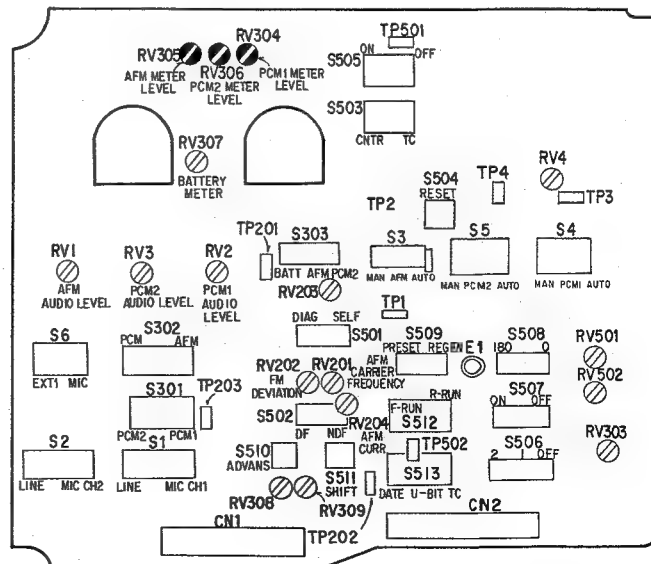 TP501
RV304
RV305
ON
OFF
S505
RV306
AFM METER
LEVEL
PCM2 METER
LEVEL
PCM1 METER
LEVEL
S503
CNTR TC
RV307
BATTERY
METER
S504
RESET
TP4
RV4
TP3
TP2
TP201
S303
S3
S5
S4
BATT AFM PCM2
MAN AFM AUTO
MAN PCM2 AUTO
MAN PCM1 AUTO
RV1
AFM
AUDIO LEVEL
RV3
PCM2
AUDIO LEVEL
RV2
PCM1
AUDIO
LEVEL
RV203
TP1
DIAG SELF
S501
S6
EXT1 MIC
S302
PCM AFM
S509
PRESET REGEN
E1
S508
180 0
RV501
RV202
RV201
FM
DEVIATION
AFM
CARRIER
FREQUENCY
RV502
S301
PCM2 PCM1
TP203
S502
DF NDF
RV204
AFM
CURR
R-RUN
F-RUN
S512
S507
ON OFF
TP502
S2
LINE MIC CH2
S1
LINE MIC CH1
S510
ADVANS
S511
SHIFT
S513
DATE U-BIT TC
S506
2 1 OFF
RV303
RV308
RV309
TP202
CN1
CN2